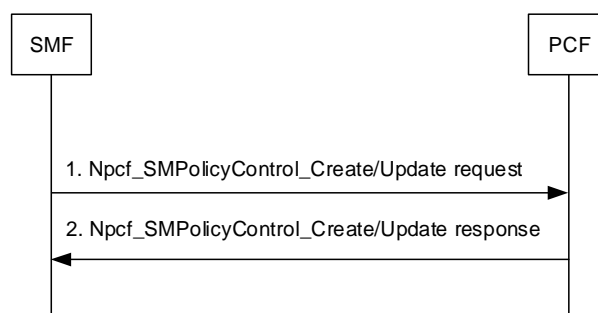 SMF
PCF
1. Npcf_SMPolicyControl_Create/Update request
2. Npcf_SMPolicyControl_Create/Update response